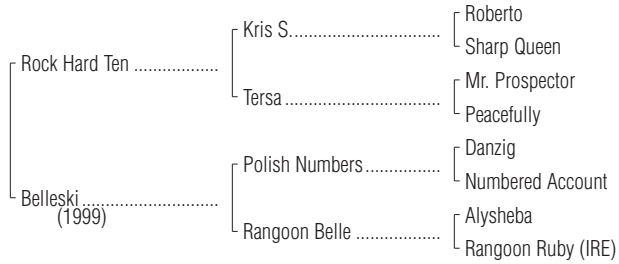 Roberto
Kris S.
Sharp Queen
Rock Hard Ten
Mr. Prospector
Tersa
Peacefully
Danzig
Polish Numbers
Numbered Account
Belleski
(1999)
Alysheba
Rangoon Belle
Rangoon Ruby (IRE)